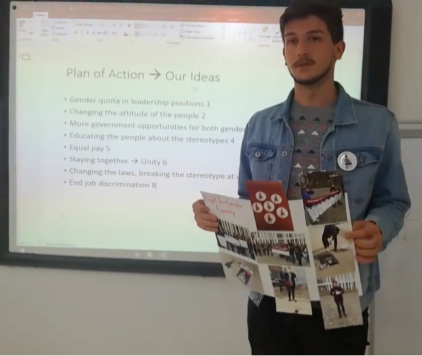 Plan of Action → Our Ideas
• Gender quota in leadership positions 1
• Changing the attitude of the people 2
• More government opportunities for both gender
• Educating the people about the stereotypes 4
• Equal pay 5
• Staying together → Unity 6
• Changing the laws, breaking the stereotype at
• End job discrimination 8